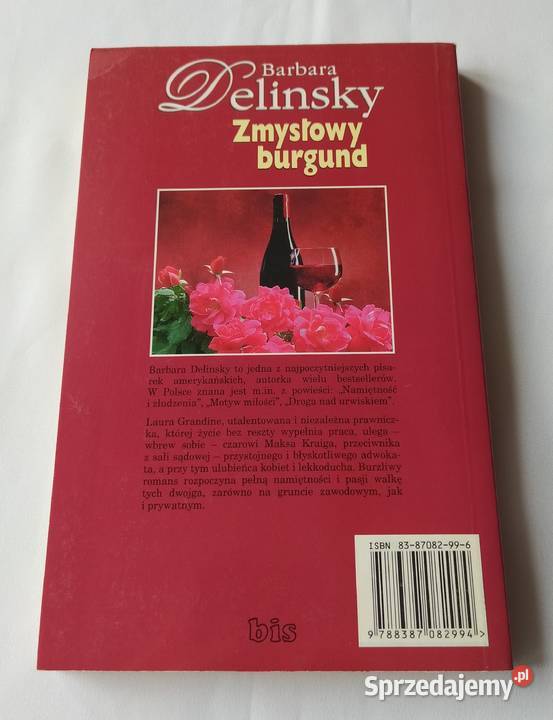 Barbara
Delinsky
Zmysłowy
burgund
Barbara Delinsky to jedna z najpoczytniejszych pisa-
rek amerykańskich, autorka wielu bestsellerów.
W Polsce znana jest m.in. z powieści: „Namiętność
i złudzenia”, „Motyw miłości”, „Droga nad urwiskiem”.
Laura Grandine, utalentowana i niezależna prawnicz-
ka, której życie bez reszty wypełnia praca, ulega –
wbrew sobie – czarowi Maksa Kraiga, przeciwnika
z sali sądowej – przystojnego i błyskotliwego adwoka-
ta, a przy tym ulubieńca kobiet i lekkoducha. Burzliwy
romans rozpoczyna pełną namiętności i pasji walkę
tych dwojga, zarówno na gruncie zawodowym, jak
i prywatnym.
ISBN 83-87082-99-6
9 788387 082994 >
bis
Sprzedajemy.pl